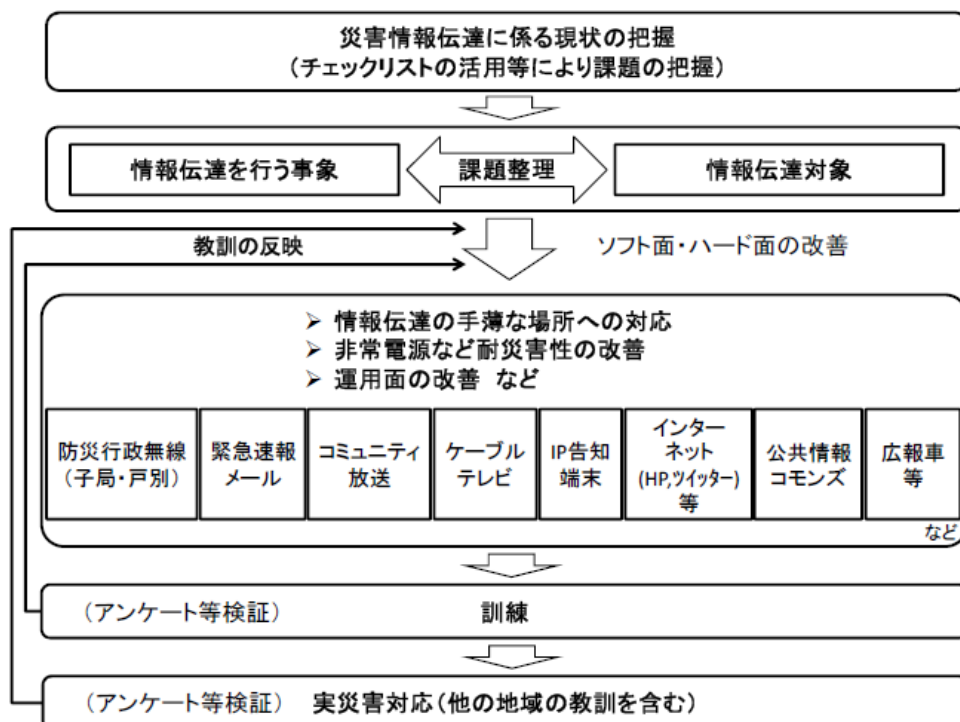 災害情報伝達に係る現状の把握
（チェックリストの活用等により課題の把握）
情報伝達を行う事象
課題整理
情報伝達対象
教訓の反映
ソフト面・ハード面の改善
➢ 情報伝達の手薄な場所への対応
➢ 非常電源など耐災害性の改善
➢ 運用面の改善 など
防災行政無線
（子局・戸別）
緊急速報
メール
コミュニティ
放送
ケーブル
テレビ
IP告知
端末
インター
ネット
(HP,ツイッター)
等
公共情報
コモンズ
広報車
等
など
（アンケート等検証） 訓練
（アンケート等検証） 実災害対応（他の地域の教訓を含む）